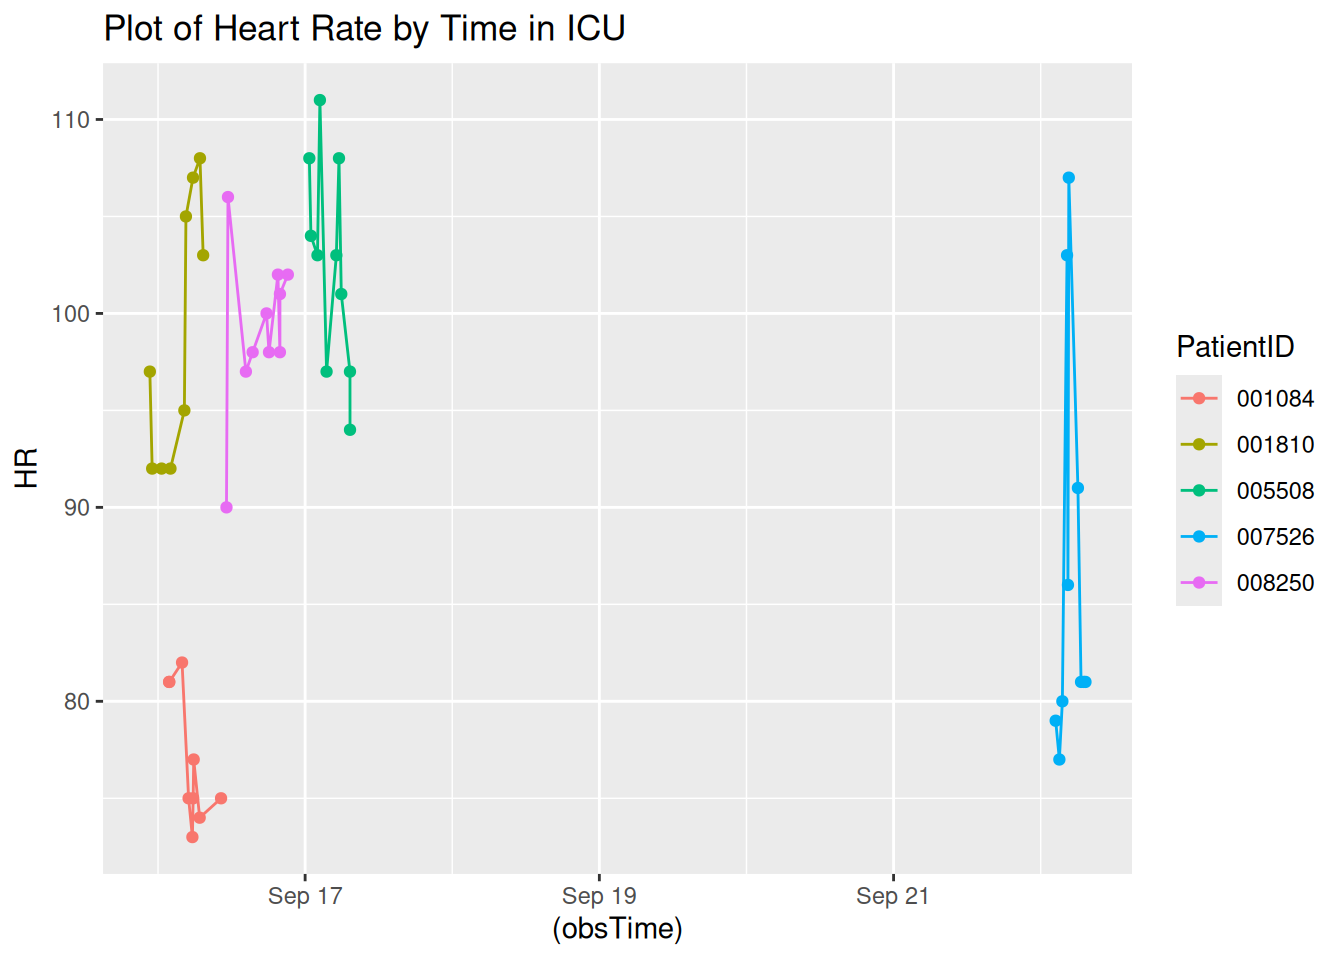 Plot of Heart Rate by Time in ICU
110
100
90
80
HR
Sep 17
Sep 19
Sep 21
(obsTime)
PatientID
001084
001810
005508
007526
008250